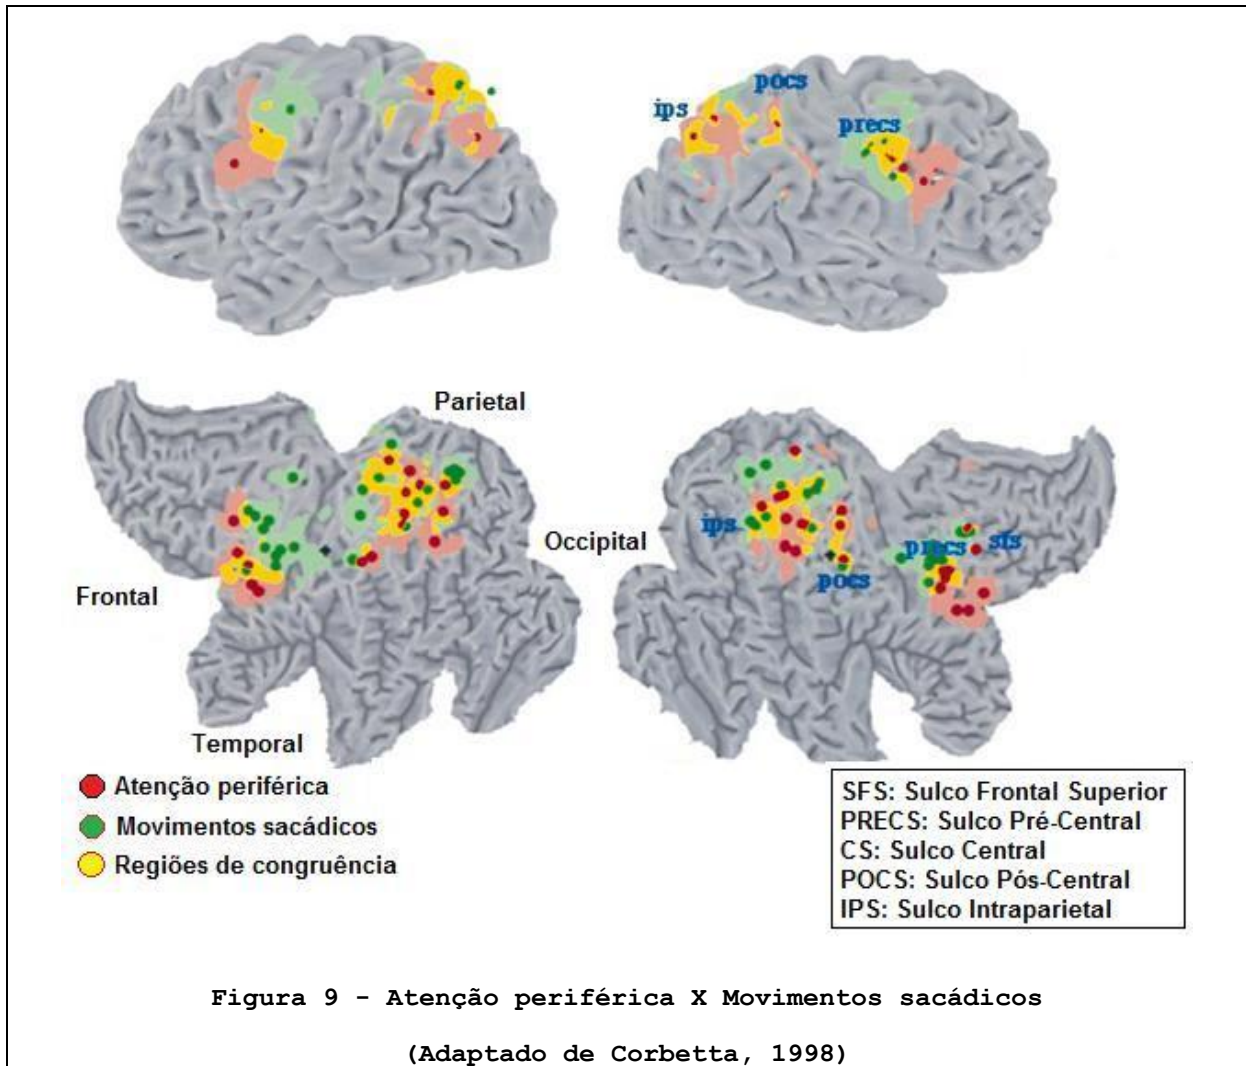 ips
pocs
precs
Parietal
Frontal
Occipital
Temporal
ips
pocs
precs
sfs
Atenção periférica
Movimentos sacádicos
Regiões de congruência
SFS: Sulco Frontal Superior
PRECS: Sulco Pré-Central
CS: Sulco Central
POCS: Sulco Pós-Central
IPS: Sulco Intraparietal
Figura 9 - Atenção periférica X Movimentos sacádicos
(Adaptado de Corbetta, 1998)